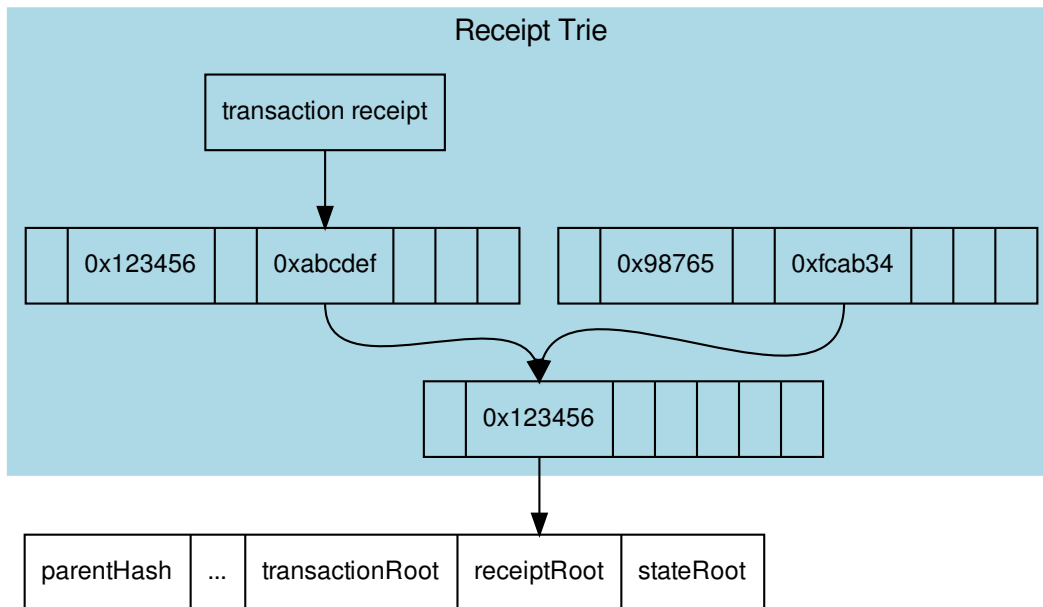 Receipt Trie
transaction receipt
0x123456 0xabcdef 0x98765 0xfcab34
0x123456
parentHash ... transactionRoot receiptRoot stateRoot